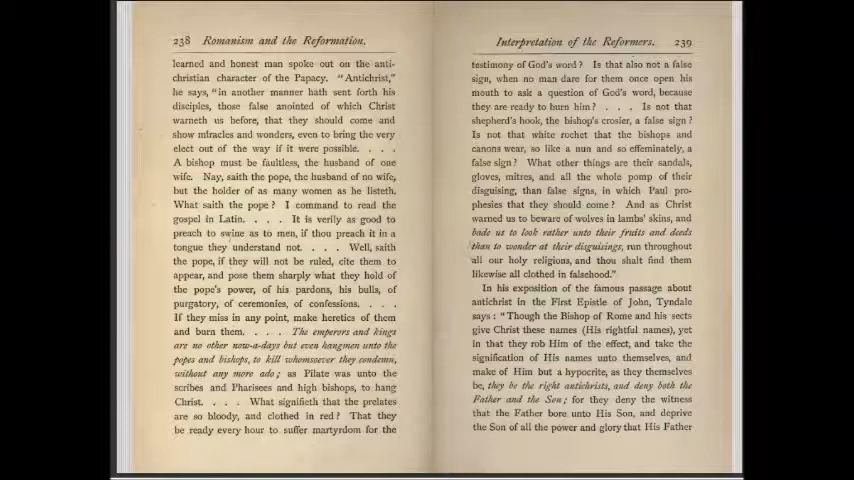 238 Romanism and the Reformation.
learned and honest man spoke out on the anti-
christian character of the Papacy. "Antichrist,"
he says, "in another manner hath sent forth his
disciples, those false anointed of which Christ
warneth us before, that they should come and
show miracles and wonders, even to bring the very
elect out of the way if it were possible. . . .
A bishop must be faultless, the husband of one
wife. Nay, saith the pope, the husband of no wife,
but the holder of as many women as he listeth.
What saith the pope? I command to read the
gospel in Latin. . . . It is verily as good to
preach to swine as to men, if thou preach it in a
tongue they understand not. . . . Well, saith
the pope, if they will not be ruled, cite them to
appear, and pose them sharply what they hold of
the pope's power, of his pardons, his bulls, of
purgatory, of ceremonies, of confessions. . . .
If they miss in any point, make heretics of them
and burn them. . . . The emperors and kings
are no other now-a-days but even hangmen unto the
popes and bishops, to kill whomsoever they condemn,
without any more ado; as Pilate was unto the
scribes and Pharisees and high bishops, to hang
Christ. . . . What signifieth that the prelates
are so bloody, and clothed in red? That they
be ready every hour to suffer martyrdom for the
Interpretation of the Reformers. 239
testimony of God's word? Is that also not a false
sign, when no man dare for them once open his
mouth to ask a question of God's word, because
they are ready to burn him? . . . Is not that
shepherd's hook, the bishop's crosier, a false sign?
Is not that white rochet that the bishops and
canons wear, so like a nun and so effeminately, a
false sign? What other things are their sandals,
gloves, mitres, and all the whole pomp of their
disguising, than false signs, in which Paul pro-
phesies that they should come? And as Christ
warned us to beware of wolves in lambs' skins, and
bade us to look rather unto their fruits and deeds
than to wonder at their disguisings, run throughout
all our holy religions, and thou shalt find them
likewise all clothed in falsehood."
In his exposition of the famous passage about
antichrist in the First Epistle of John, Tyndale
says: "Though the Bishop of Rome and his sects
give Christ these names (His rightful names), yet
in that they rob Him of the effect, and take the
signification of His names unto themselves, and
make of Him but a hypocrite, as they themselves
be, they be the right antichrists, and deny both the
Father and the Son; for they deny the witness
that the Father bore unto His Son, and deprive
the Son of all the power and glory that His Father